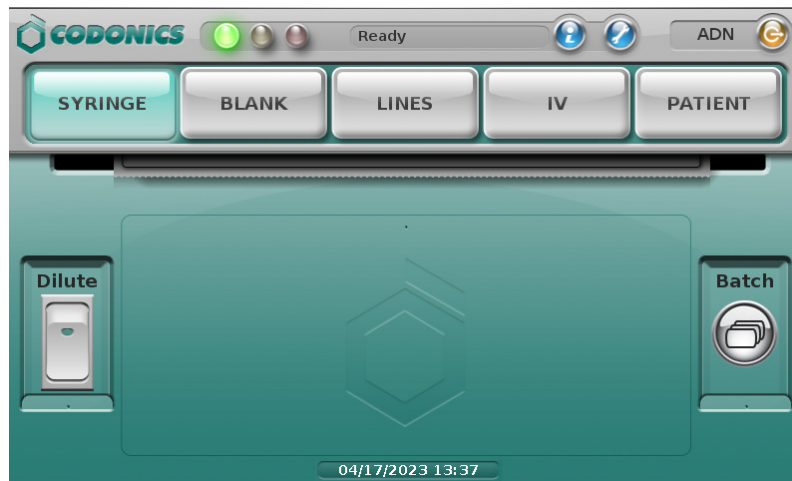 CODONICS Ready ADN
SYRINGE BLANK LINES IV PATIENT
Dilute Batch
04/17/2023 13:37